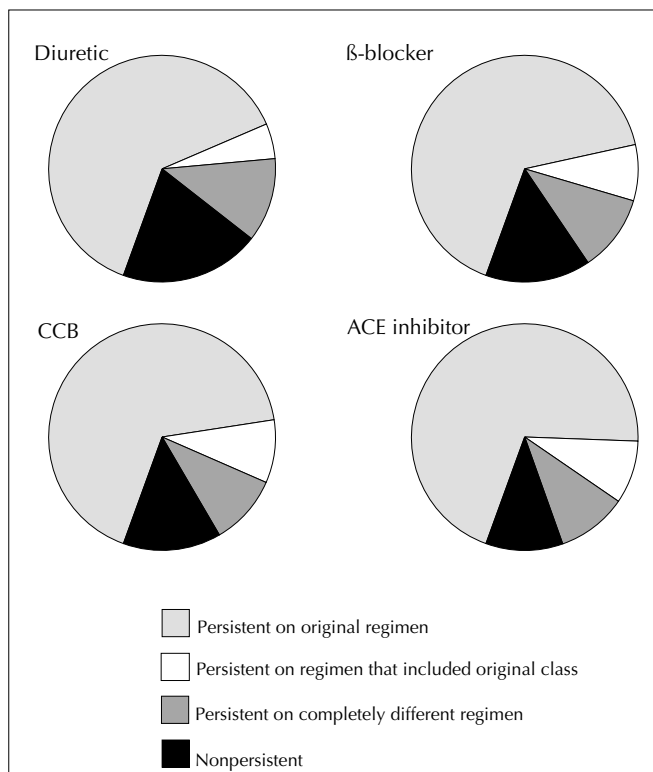 Diuretic
ß-blocker
CCB
ACE inhibitor
Persistent on original regimen
Persistent on regimen that included original class
Persistent on completely different regimen
Nonpersistent